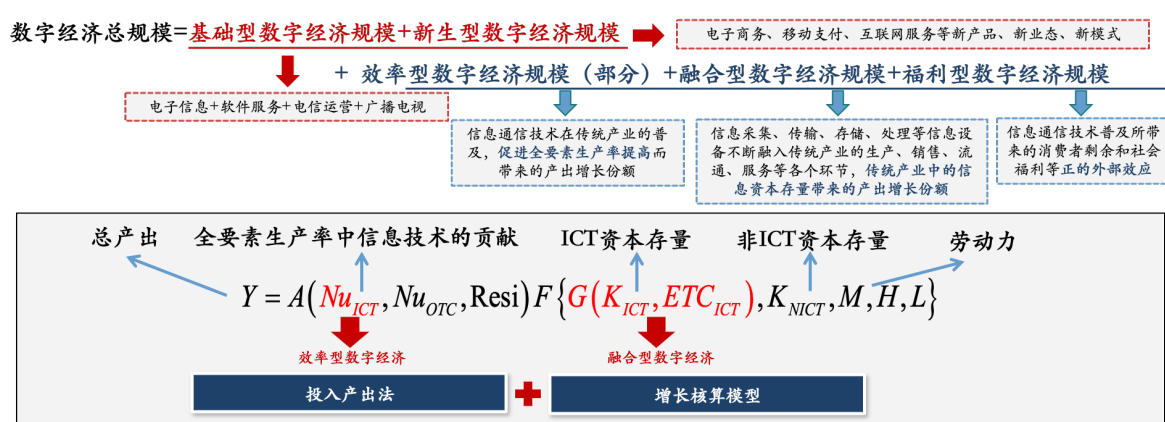 数字经济总规模=基础型数字经济规模+新生型数字经济规模
电子商务、移动支付、互联网服务等新产品、新业态、新模式
+ 效率型数字经济规模（部分）+融合型数字经济规模+福利型数字经济规模
电子信息+软件服务+电信运营+广播电视
信息通信技术在传统产业的普
及，促进全要素生产率提高而
带来的产出增长份额
信息采集、传输、存储、处理等信息设
备不断融入传统产业的生产、销售、流
通、服务等各个环节，传统产业中的信
息资本存量带来的产出增长份额
信息通信技术普及所带
来的消费者剩余和社会
福利等正的外部效应
总产出
全要素生产率中信息技术的贡献
ICT资本存量
非ICT资本存量
劳动力
Y = A(Nu_ICT, Nu_OTC, Resi) F{G(K_ICT, ETC_ICT), K_NICT, M, H, L}
效率型数字经济
融合型数字经济
投入产出法
增长核算模型